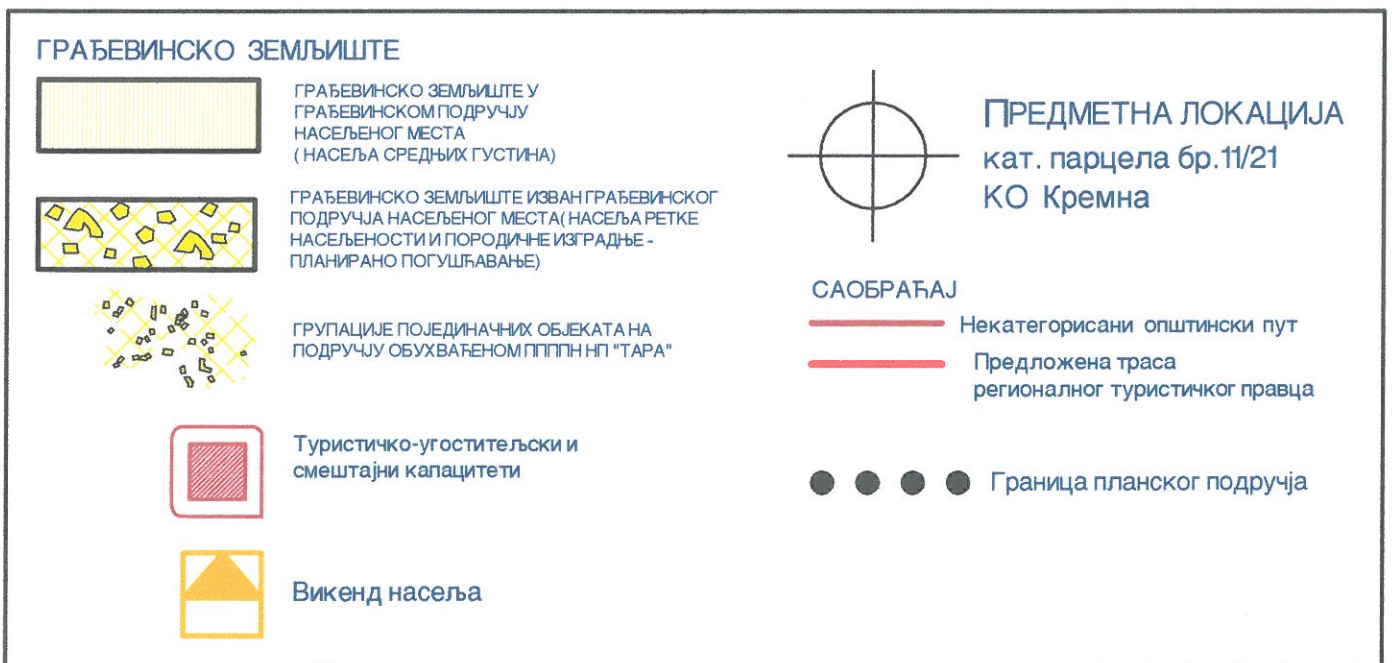 ГРАЂЕВИНСКО ЗЕМЉИШТЕ
ГРАЂЕВИНСКО ЗЕМЉИШТЕ У
ГРАЂЕВИНСКОМ ПОДРУЧЈУ
НАСЕЉЕНОГ МЕСТА
( НАСЕЉА СРЕДЊИХ ГУСТИНА)
ГРАЂЕВИНСКО ЗЕМЉИШТЕ ИЗВАН ГРАЂЕВИНСКОГ
ПОДРУЧЈА НАСЕЉЕНОГ МЕСТА( НАСЕЉА РЕТКЕ
НАСЕЉЕНОСТИ И ПОРОДИЧНЕ ИЗГРАДЊЕ -
ПЛАНИРАНО ПОГУШЋАВАЊЕ)
ГРУПАЦИЈЕ ПОЈЕДИНАЧНИХ ОБЈЕКАТА НА
ПОДРУЧЈУ ОБУХВАЋЕНОМ ПППППН НП "ТАРА"
Туристичко-угоститељски и
смештајни капацитети
Викенд насеља
ПРЕДМЕТНА ЛОКАЦИЈА
кат. парцела бр.11/21
КО Кремна
САОБРАЋАЈ
Некатегорисани општински пут
Предложена траса
регионалног туристичког правца
Граница планског подручја